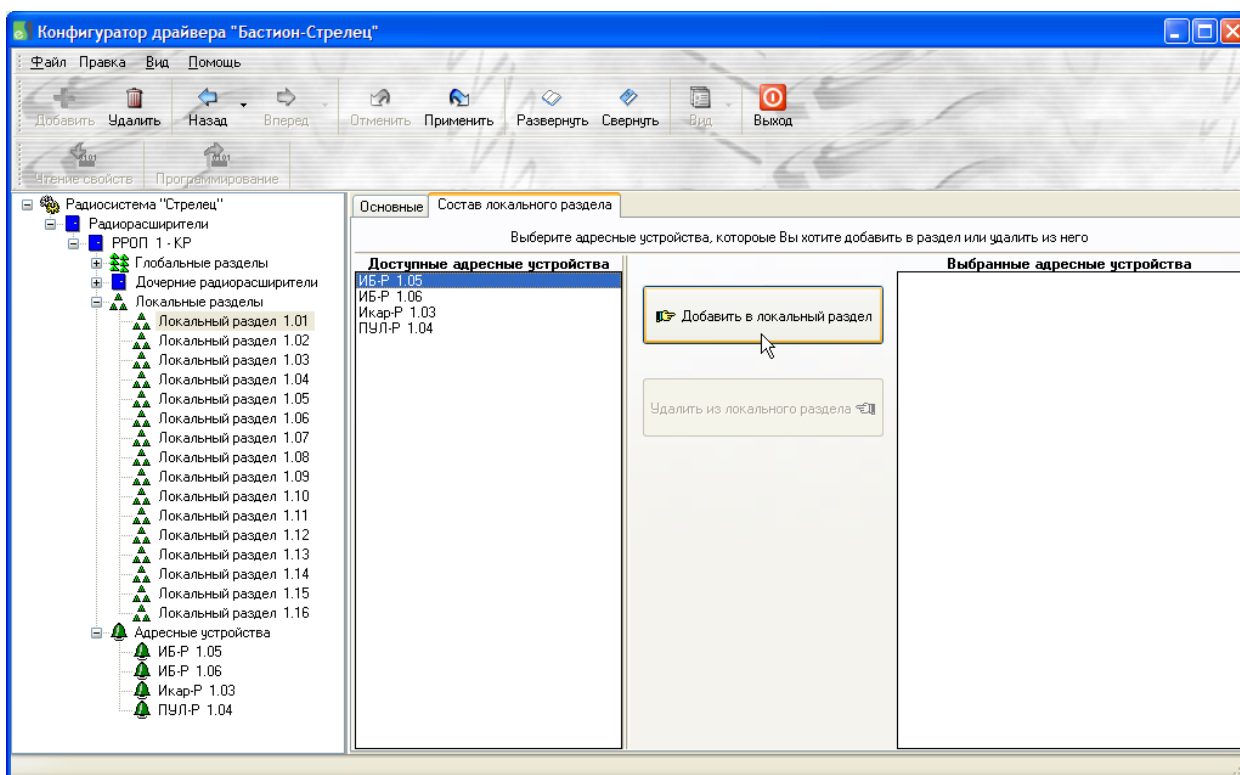 Конфигуратор драйвера "Бастион-Стрелец"
Файл Правка Вид Помощь
Добавить Удалить Назад Вперед Отменить Применить Развернуть Свернуть Вид Выход
Чтение свойств Программирование
Радиосистема "Стрелец"
Радиорасширители
РРОП 1 - КР
Глобальные разделы
Дочерние радиорасширители
Локальные разделы
Локальный раздел 1.01
Локальный раздел 1.02
Локальный раздел 1.03
Локальный раздел 1.04
Локальный раздел 1.05
Локальный раздел 1.06
Локальный раздел 1.07
Локальный раздел 1.08
Локальный раздел 1.09
Локальный раздел 1.10
Локальный раздел 1.11
Локальный раздел 1.12
Локальный раздел 1.13
Локальный раздел 1.14
Локальный раздел 1.15
Локальный раздел 1.16
Адресные устройства
ИБ-Р 1.05
ИБ-Р 1.06
Икар-Р 1.03
ПУЛ-Р 1.04
Основные Состав локального раздела
Выберите адресные устройства, котороые Вы хотите добавить в раздел или удалить из него
Доступные адресные устройства
ИБ-Р 1.05
ИБ-Р 1.06
Икар-Р 1.03
ПУЛ-Р 1.04
Добавить в локальный раздел
Удалить из локального раздела
Выбранные адресные устройства